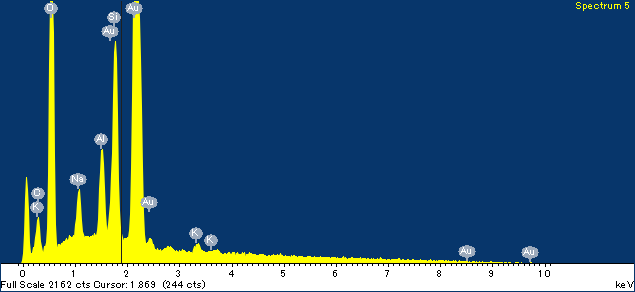 Spectrum 5
O Si Au Au
Al
Na Au
C
K K K
Au Au
0 1 2 3 4 5 6 7 8 9 10
Full Scale 2162 cts Cursor: 1.869 (244 cts) keV